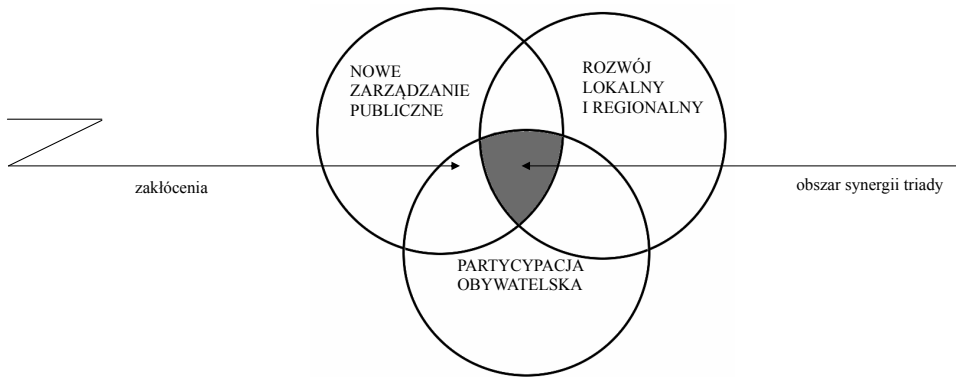 NOWE
ZARZĄDZANIE
PUBLICZNE
ROZWÓJ
LOKALNY
I REGIONALNY
zakłócenia
obszar synergii triady
PARTYCYPACJA
OBYWATELSKA